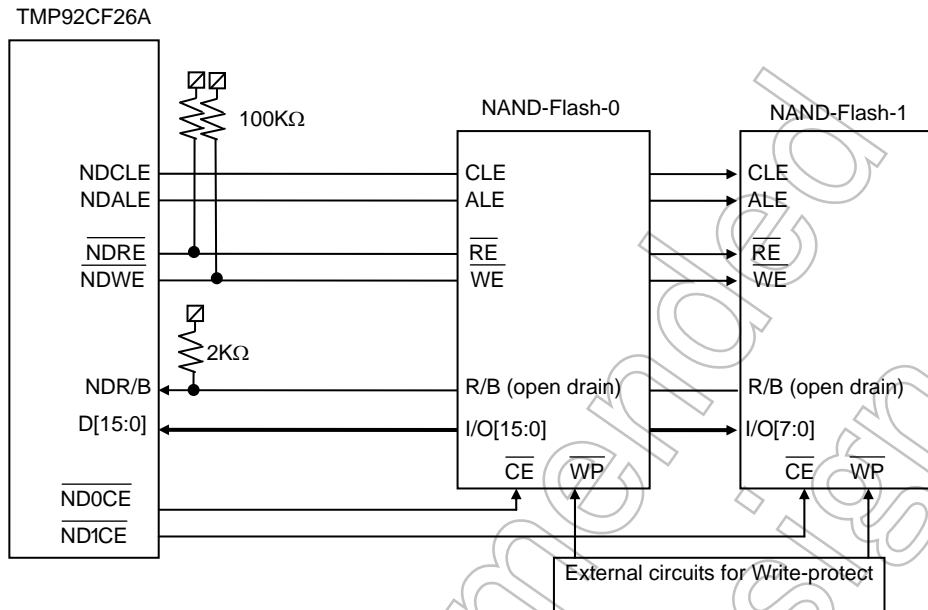 TMP92CF26A
100KΩ
NAND-Flash-0
NAND-Flash-1
NDCLE
CLE
CLE
NDALE
ALE
ALE
NDRE
RE
RE
NDWE
WE
WE
2KΩ
NDR/B
R/B (open drain)
R/B (open drain)
D[15:0]
I/O[15:0]
I/O[7:0]
CE
WP
CE
WP
ND0CE
ND1CE
External circuits for Write-protect